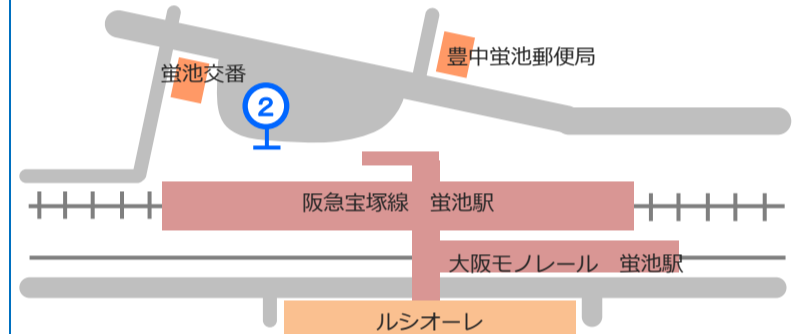 豊中蛍池郵便局
蛍池交番
2
阪急宝塚線 蛍池駅
大阪モノレール 蛍池駅
ルシオーレ